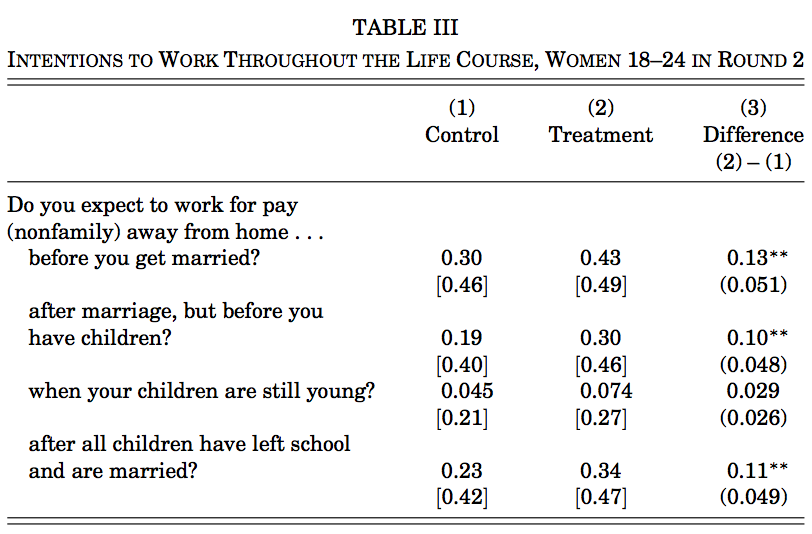 TABLE III
INTENTIONS TO WORK THROUGHOUT THE LIFE COURSE, WOMEN 18–24 IN ROUND 2
(1) (2) (3)
Control Treatment Difference
(2) – (1)
Do you expect to work for pay
(nonfamily) away from home . . .
before you get married? 0.30 0.43 0.13**
[0.46] [0.49] (0.051)
after marriage, but before you
have children? 0.19 0.30 0.10**
[0.40] [0.46] (0.048)
when your children are still young? 0.045 0.074 0.029
[0.21] [0.27] (0.026)
after all children have left school
and are married? 0.23 0.34 0.11**
[0.42] [0.47] (0.049)